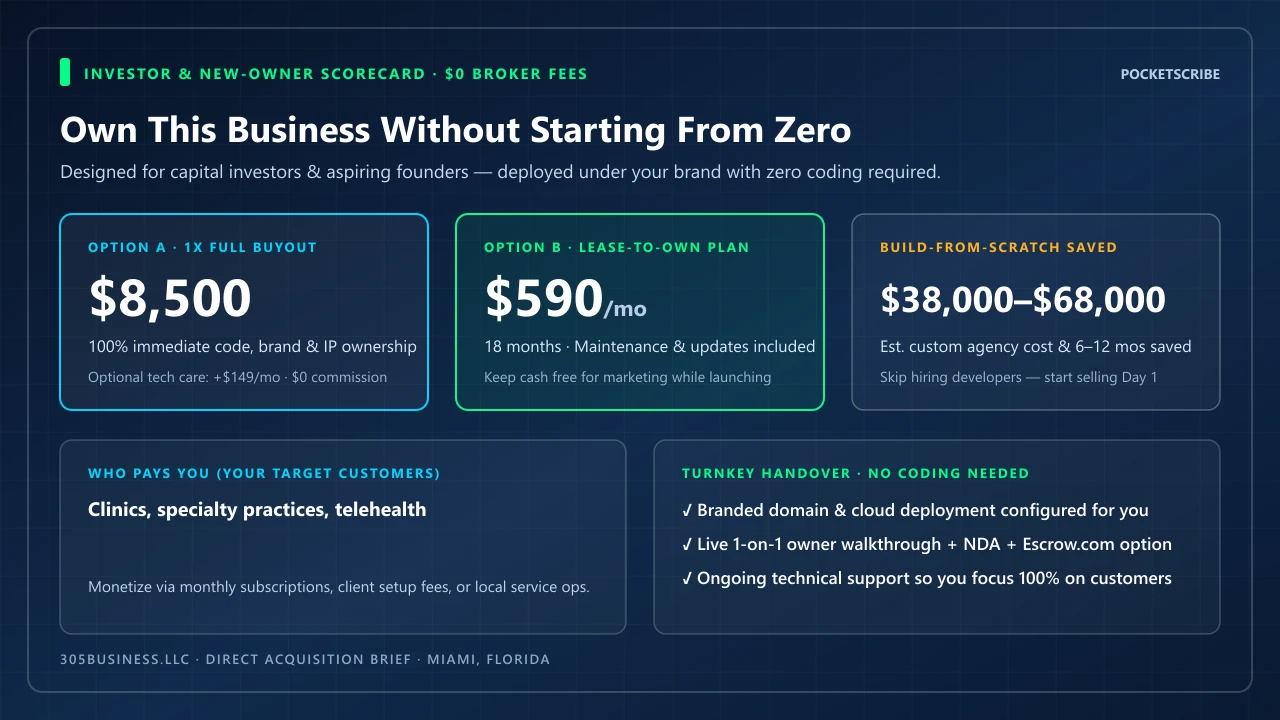 INVESTOR & NEW-OWNER SCORECARD · $0 BROKER FEES
POCKETSCRIBE
Own This Business Without Starting From Zero
Designed for capital investors & aspiring founders — deployed under your brand with zero coding required.
OPTION A · 1X FULL BUYOUT
$8,500
100% immediate code, brand & IP ownership
Optional tech care: +$149/mo · $0 commission
OPTION B · LEASE-TO-OWN PLAN
$590/mo
18 months · Maintenance & updates included
Keep cash free for marketing while launching
BUILD-FROM-SCRATCH SAVED
$38,000–$68,000
Est. custom agency cost & 6–12 mos saved
Skip hiring developers — start selling Day 1
WHO PAYS YOU (YOUR TARGET CUSTOMERS)
Clinics, specialty practices, telehealth
Monetize via monthly subscriptions, client setup fees, or local service ops.
TURNKEY HANDOVER · NO CODING NEEDED
✓ Branded domain & cloud deployment configured for you
✓ Live 1-on-1 owner walkthrough + NDA + Escrow.com option
✓ Ongoing technical support so you focus 100% on customers
305BUSINESS.LLC · DIRECT ACQUISITION BRIEF · MIAMI, FLORIDA